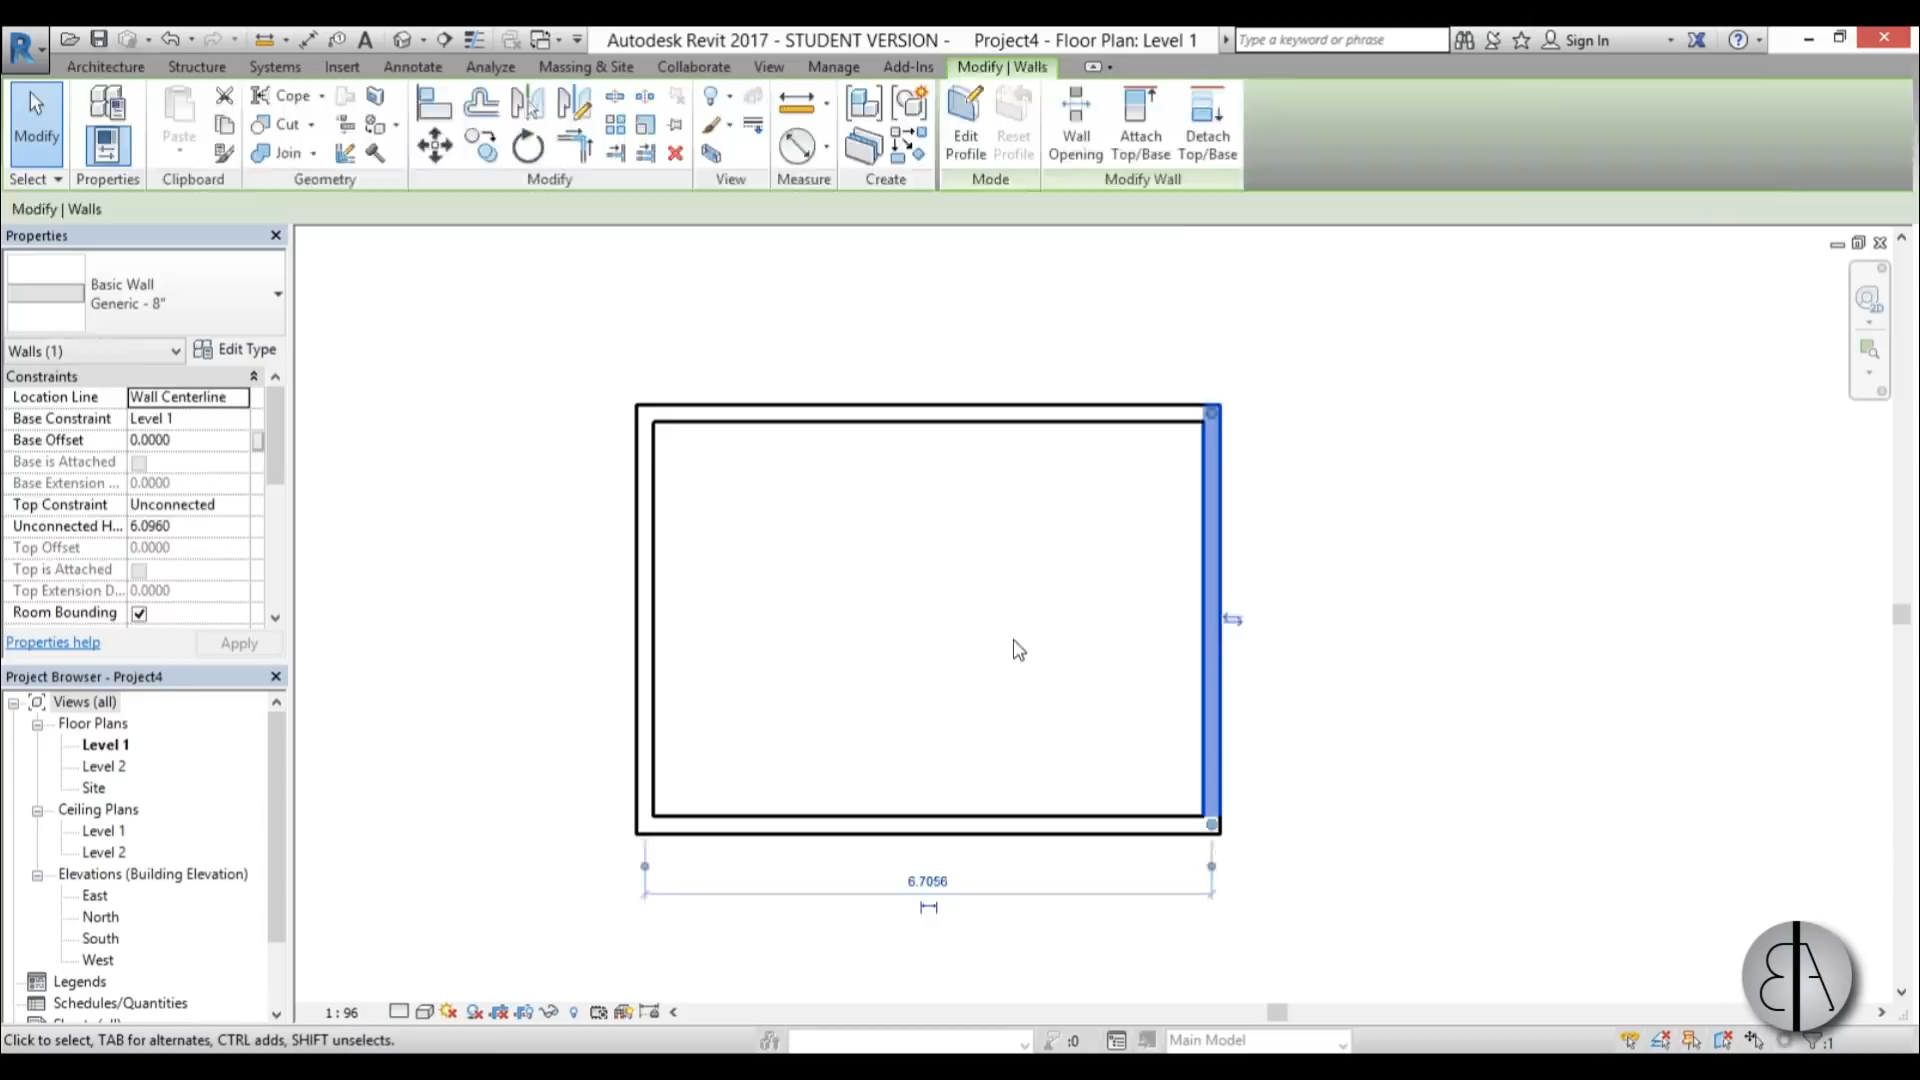 Autodesk Revit 2017 - STUDENT VERSION - Project4 - Floor Plan: Level 1
Type a keyword or phrase
Sign In
Architecture Structure Systems Insert Annotate Analyze Massing & Site Collaborate View Manage Add-Ins Modify | Walls
Modify
Paste
Cope
Cut
Join
Edit Profile
Reset Profile
Wall Opening
Attach Top/Base
Detach Top/Base
Select Properties Clipboard Geometry Modify View Measure Create Mode Modify Wall
Modify | Walls
Properties
Basic Wall
Generic - 8"
Walls (1)
Edit Type
Constraints
Location Line Wall Centerline
Base Constraint Level 1
Base Offset 0.0000
Base is Attached
Base Extension ... 0.0000
Top Constraint Unconnected
Unconnected H... 6.0960
Top Offset 0.0000
Top is Attached
Top Extension D... 0.0000
Room Bounding
Properties help
Apply
Project Browser - Project4
Views (all)
Floor Plans
Level 1
Level 2
Site
Ceiling Plans
Level 1
Level 2
Elevations (Building Elevation)
East
North
South
West
Legends
Schedules/Quantities
6.7056
2D
1 : 96
Click to select, TAB for alternates, CTRL adds, SHIFT unselects.
:0
Main Model
:1